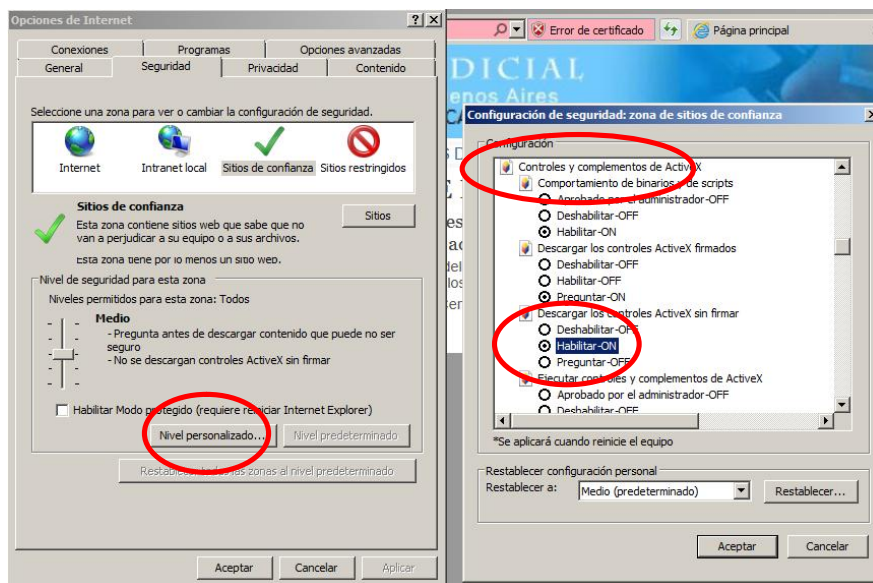 Opciones de Internet
Conexiones Programas Opciones avanzadas
General Seguridad Privacidad Contenido
Seleccione una zona para ver o cambiar la configuración de seguridad.
Internet Intranet local Sitios de confianza Sitios restringidos
Sitios de confianza
Esta zona contiene sitios web que sabe que no
van a perjudicar a su equipo o a sus archivos.
Sitios
Esta zona tiene por lo menos un sitio web.
Nivel de seguridad para esta zona
Niveles permitidos para esta zona: Todos
Medio
- Pregunta antes de descargar contenido que puede no ser
seguro
- No se descargan controles ActiveX sin firmar
Habilitar Modo protegido (requiere reiniciar Internet Explorer)
Nivel personalizado... Nivel predeterminado
Restablecer todas las zonas al nivel predeterminado
Aceptar Cancelar Aplicar
Error de certificado Página principal
DICIAL
enos Aires
Configuración de seguridad: zona de sitios de confianza
Configuración
Controles y complementos de ActiveX
Comportamiento de binarios y de scripts
Aprobado por el administrador-OFF
Deshabilitar-OFF
Habilitar-ON
Descargar los controles ActiveX firmados
Deshabilitar-OFF
Habilitar-OFF
Preguntar-ON
Descargar los controles ActiveX sin firmar
Deshabilitar-OFF
Habilitar-ON
Preguntar-OFF
Ejecutar controles y complementos de ActiveX
Aprobado por el administrador-OFF
Deshabilitar-OFF
*Se aplicará cuando reinicie el equipo
Restablecer configuración personal
Restablecer a: Medio (predeterminado) Restablecer...
Aceptar Cancelar